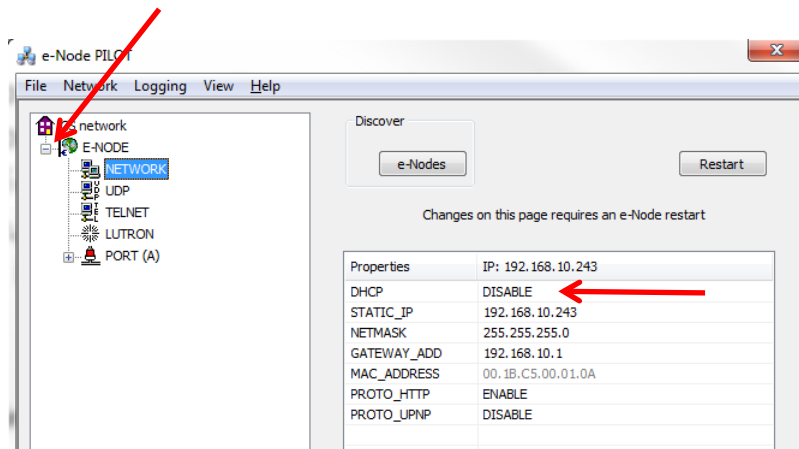 e-Node PILOT
File Network Logging View Help
network
E-NODE
NETWORK
UDP
TELNET
LUTRON
PORT (A)
Discover
e-Nodes
Restart
Changes on this page requires an e-Node restart
Properties IP: 192.168.10.243
DHCP DISABLE
STATIC_IP 192.168.10.243
NETMASK 255.255.255.0
GATEWAY_ADD 192.168.10.1
MAC_ADDRESS 00.1B.C5.00.01.0A
PROTO_HTTP ENABLE
PROTO_UPNP DISABLE